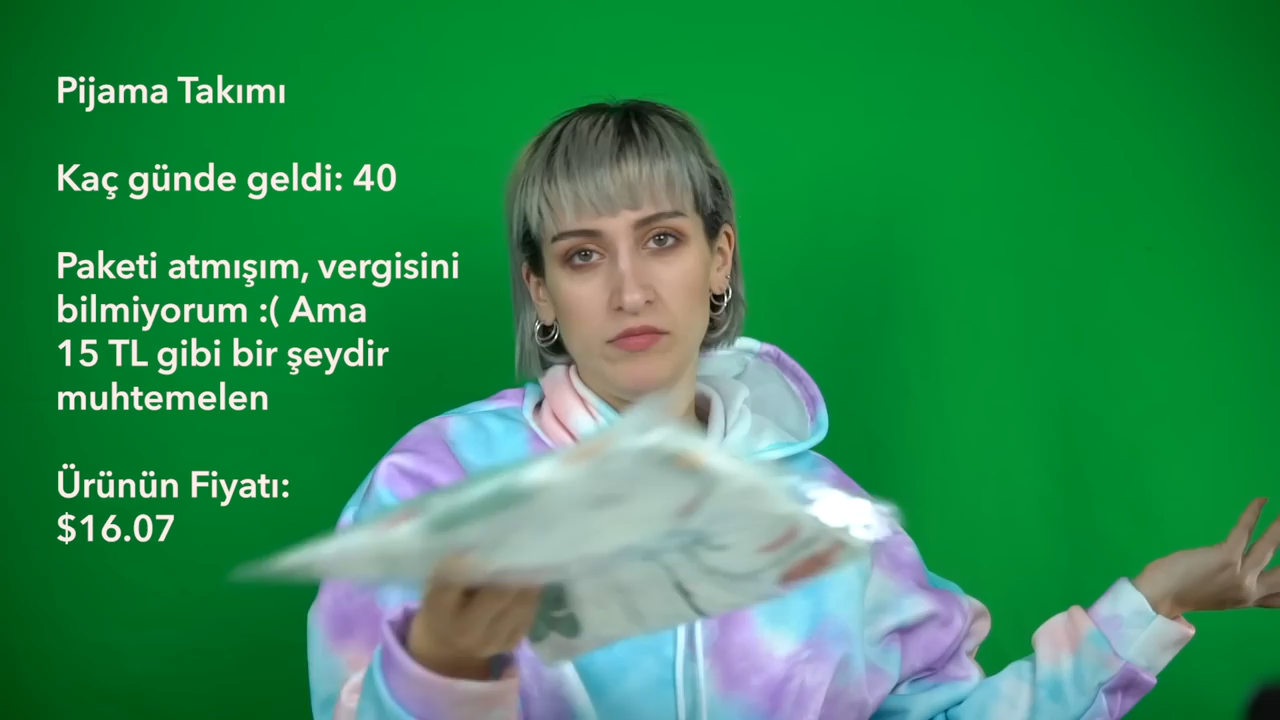 Pijama Takımı
Kaç günde geldi: 40
Paketi atmışım, vergisini
bilmiyorum :( Ama
15 TL gibi bir şeydir
muhtemelen
Ürünün Fiyatı:
$16.07